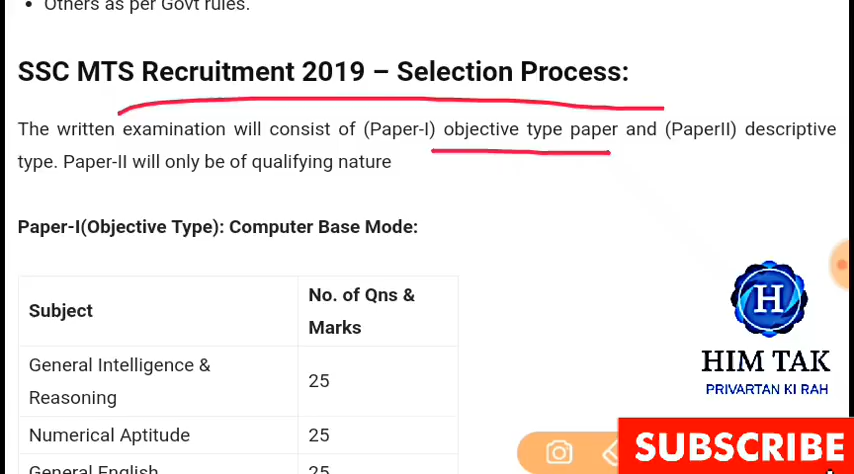 Others as per Govt rules.
SSC MTS Recruitment 2019 – Selection Process:
The written examination will consist of (Paper-I) objective type paper and (PaperII) descriptive
type. Paper-II will only be of qualifying nature
Paper-I(Objective Type): Computer Base Mode:
Subject
No. of Qns &
Marks
General Intelligence &
Reasoning
25
Numerical Aptitude
25
General English
25
H
HIM TAK
PRIVARTAN KI RAH
SUBSCRIBE